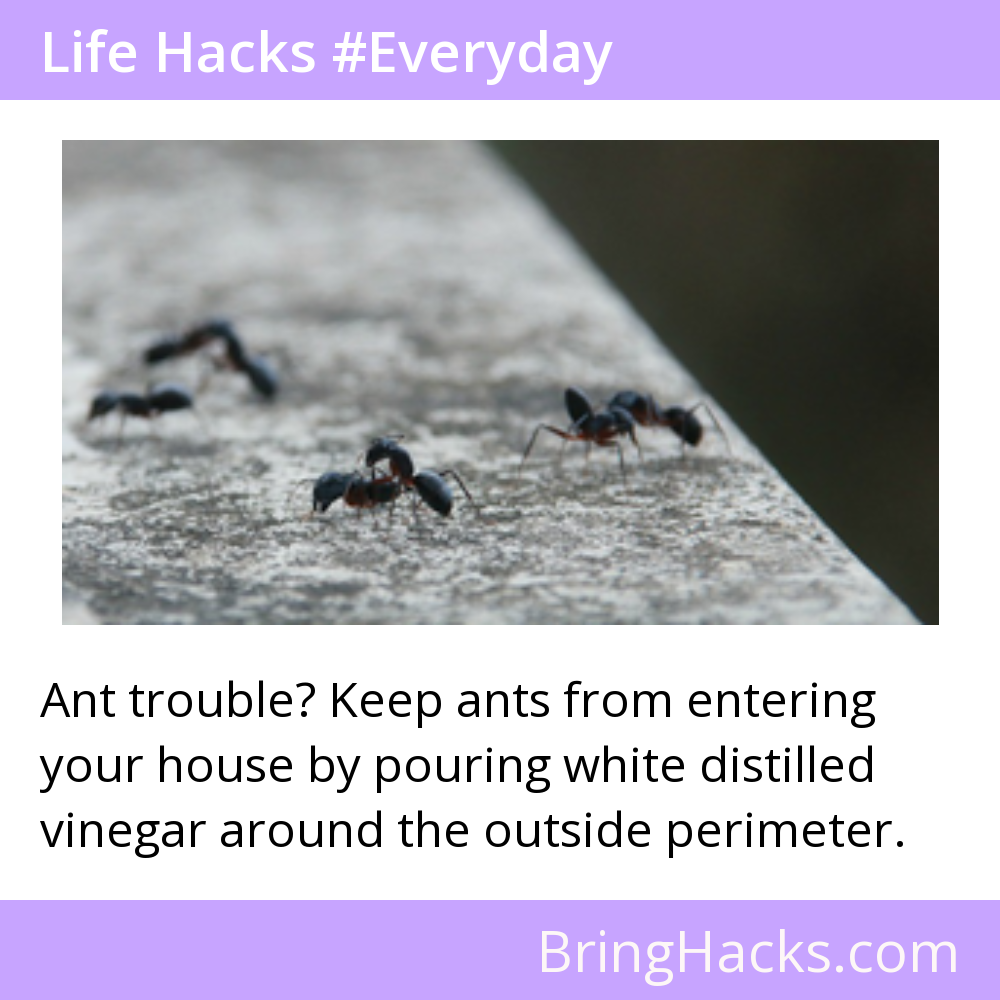 Life Hacks #Everyday
Ant trouble? Keep ants from entering
your house by pouring white distilled
vinegar around the outside perimeter.
BringHacks.com